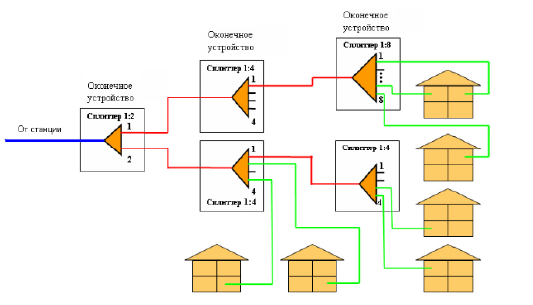 Оконечное
устройство
Сплиттер 1:8
1
8
Оконечное
устройство
Сплиттер 1:4
1
4
Оконечное
устройство
Сплиттер 1:2
1
2
От станции
1
4
Сплиттер
1:4
Сплиттер 1:4
1
4